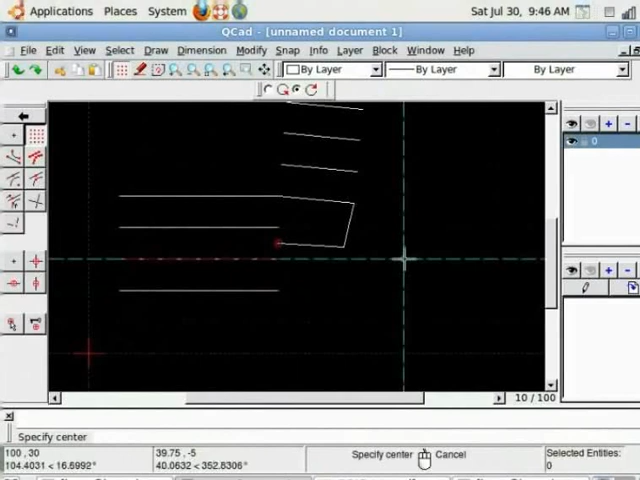 Applications Places System Sat Jul 30, 9:46 AM
QCad - [unnamed document 1]
File Edit View Select Draw Dimension Modify Snap Info Layer Block Window Help
By Layer By Layer By Layer
0
10 / 100
Specify center
100 , 30 39.75 , -5 Specify center Cancel Selected Entities:
104.4031 < 16.6992° 40.0632 < 352.8306° 0